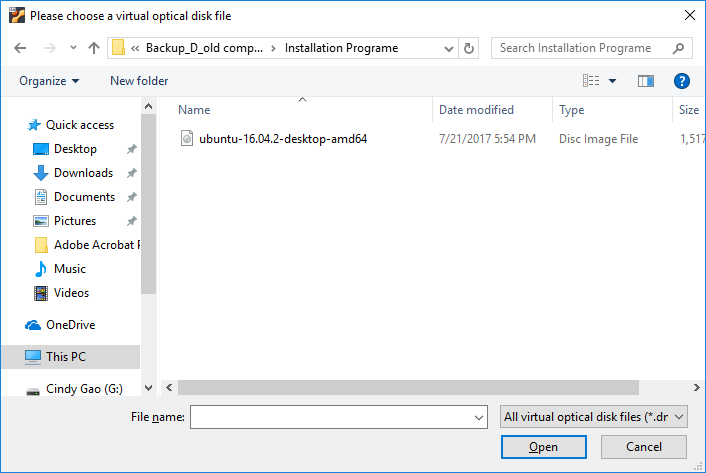 Please choose a virtual optical disk file
« Backup_D_old comp... > Installation Programe
Search Installation Programe
Organize
New folder
Name
Date modified
Type
Size
Quick access
Desktop
Downloads
Documents
Pictures
Adobe Acrobat F
Music
Videos
OneDrive
This PC
Cindy Gao (G:)
ubuntu-16.04.2-desktop-amd64
7/21/2017 5:54 PM
Disc Image File
1,517
File name:
All virtual optical disk files (*.dr
Open
Cancel